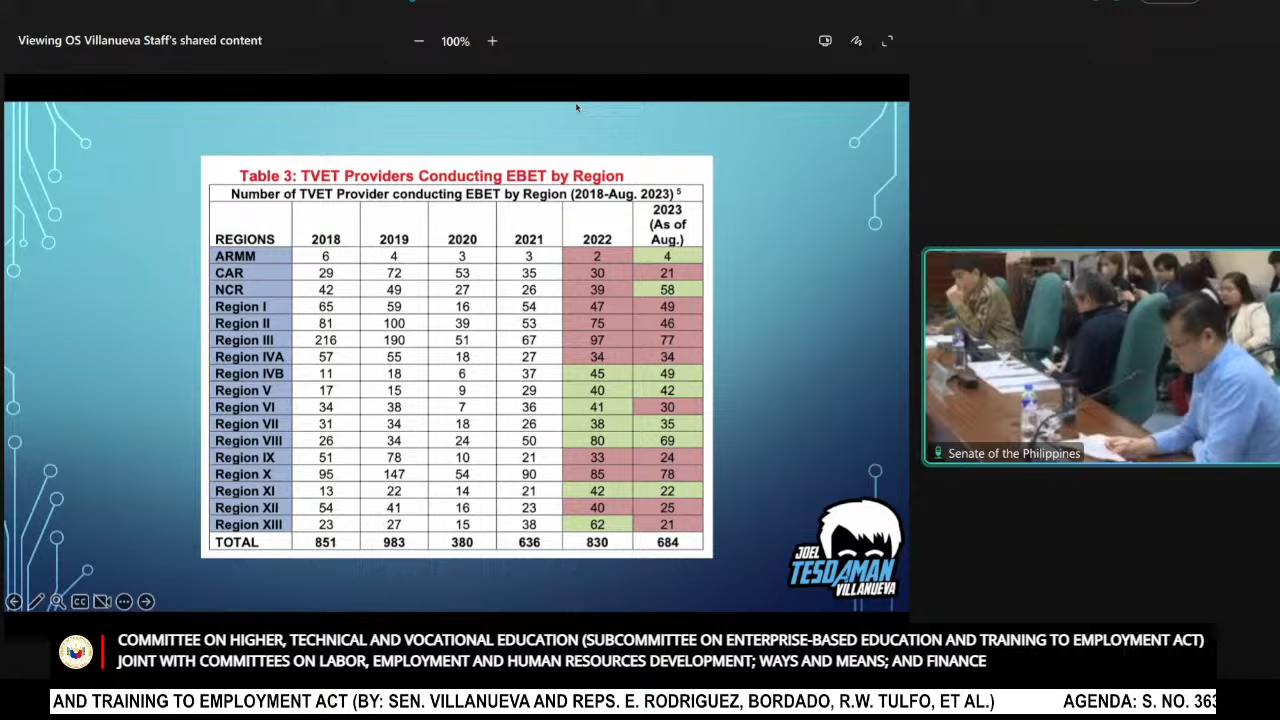 Viewing OS Villanueva Staff's shared content
100%
Table 3: TVET Providers Conducting EBET by Region
Number of TVET Provider conducting EBET by Region (2018-Aug. 2023) 5
REGIONS 2018 2019 2020 2021 2022 2023 (As of Aug.)
ARMM 6 4 3 3 2 4
CAR 29 72 53 35 30 21
NCR 42 49 27 26 39 58
Region I 65 59 16 54 47 49
Region II 81 100 39 53 75 46
Region III 216 190 51 67 97 77
Region IVA 57 55 18 27 34 34
Region IVB 11 18 6 37 45 49
Region V 17 15 9 29 40 42
Region VI 34 38 7 36 41 30
Region VII 31 34 18 26 38 35
Region VIII 26 34 24 50 80 69
Region IX 51 78 10 21 33 24
Region X 95 147 54 90 85 78
Region XI 13 22 14 21 42 22
Region XII 54 41 16 23 40 25
Region XIII 23 27 15 38 62 21
TOTAL 851 983 380 636 830 684
JOEL
TESDAMAN
VILLANUEVA
CC
Senate of the Philippines
COMMITTEE ON HIGHER, TECHNICAL AND VOCATIONAL EDUCATION (SUBCOMMITTEE ON ENTERPRISE-BASED EDUCATION AND TRAINING TO EMPLOYMENT ACT)
JOINT WITH COMMITTEES ON LABOR, EMPLOYMENT AND HUMAN RESOURCES DEVELOPMENT; WAYS AND MEANS; AND FINANCE
AND TRAINING TO EMPLOYMENT ACT (BY: SEN. VILLANUEVA AND REPS. E. RODRIGUEZ, BORDADO, R.W. TULFO, ET AL.) AGENDA: S. NO. 363